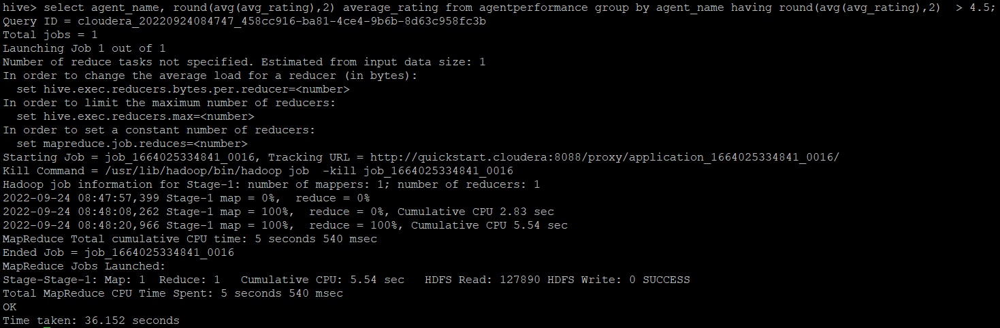 hive> select agent_name, round(avg(avg_rating),2) average_rating from agentperformance group by agent_name having round(avg(avg_rating),2)  > 4.5;
Query ID = cloudera_20220924084747_458cc916-ba81-4ce4-9b6b-8d63c958fc3b
Total jobs = 1
Launching Job 1 out of 1
Number of reduce tasks not specified. Estimated from input data size: 1
In order to change the average load for a reducer (in bytes):
  set hive.exec.reducers.bytes.per.reducer=<number>
In order to limit the maximum number of reducers:
  set hive.exec.reducers.max=<number>
In order to set a constant number of reducers:
  set mapreduce.job.reduces=<number>
Starting Job = job_1664025334841_0016, Tracking URL = http://quickstart.cloudera:8088/proxy/application_1664025334841_0016/
Kill Command = /usr/lib/hadoop/bin/hadoop job  -kill job_1664025334841_0016
Hadoop job information for Stage-1: number of mappers: 1; number of reducers: 1
2022-09-24 08:47:57,399 Stage-1 map = 0%,  reduce = 0%
2022-09-24 08:48:08,262 Stage-1 map = 100%,  reduce = 0%, Cumulative CPU 2.83 sec
2022-09-24 08:48:20,966 Stage-1 map = 100%,  reduce = 100%, Cumulative CPU 5.54 sec
MapReduce Total cumulative CPU time: 5 seconds 540 msec
Ended Job = job_1664025334841_0016
MapReduce Jobs Launched:
Stage-Stage-1: Map: 1  Reduce: 1   Cumulative CPU: 5.54 sec   HDFS Read: 127890 HDFS Write: 0 SUCCESS
Total MapReduce CPU Time Spent: 5 seconds 540 msec
OK
Time taken: 36.152 seconds